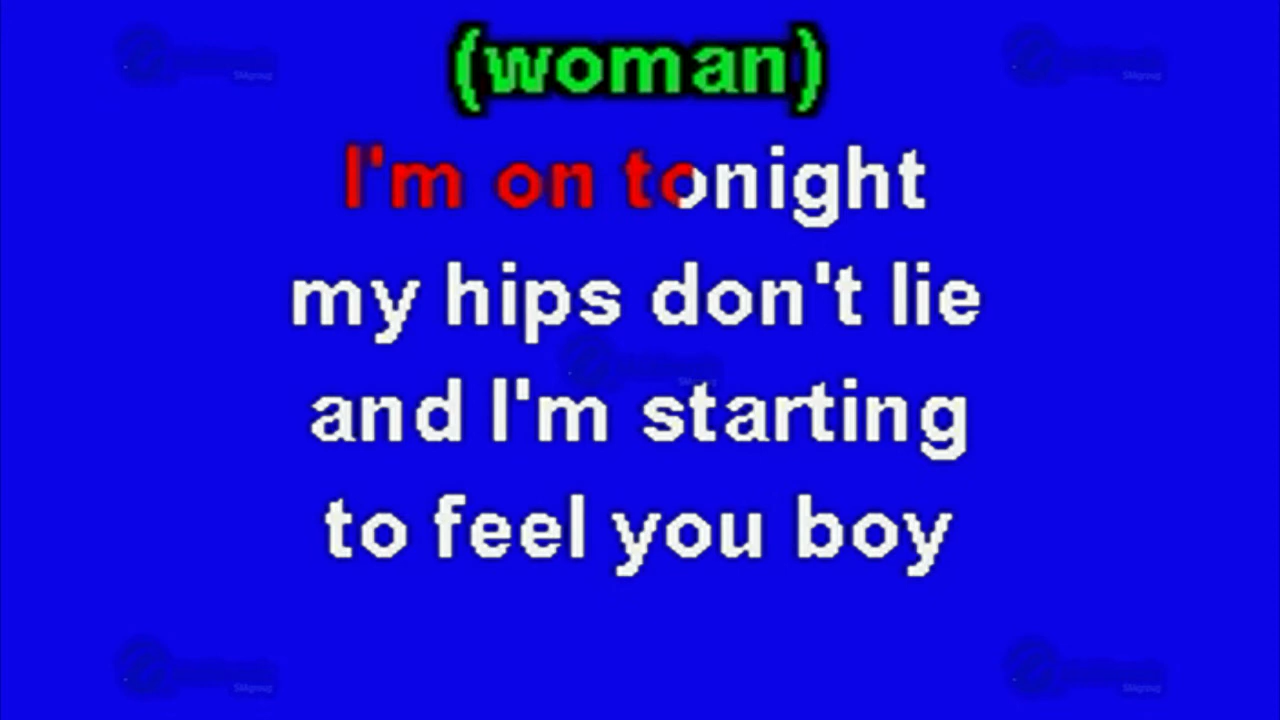 (woman)
I'm on tonight
my hips don't lie
and I'm starting
to feel you boy